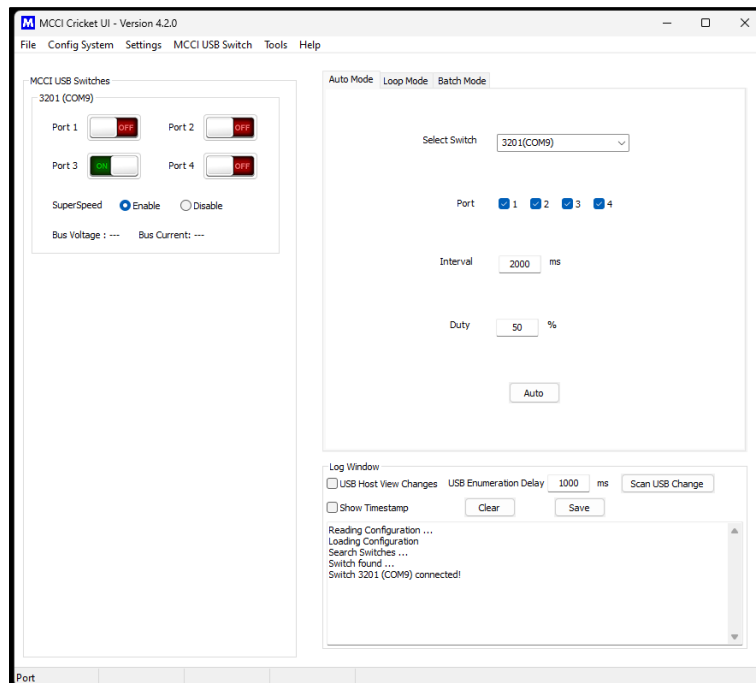 MCCI Cricket UI - Version 4.2.0
File Config System Settings MCCI USB Switch Tools Help
MCCI USB Switches
3201 (COM9)
Port 1 OFF Port 2 OFF
Port 3 ON Port 4 OFF
SuperSpeed Enable Disable
Bus Voltage : --- Bus Current: ---
Auto Mode Loop Mode Batch Mode
Select Switch 3201(COM9)
Port 1 2 3 4
Interval 2000 ms
Duty 50 %
Auto
Log Window
USB Host View Changes USB Enumeration Delay 1000 ms Scan USB Change
Show Timestamp Clear Save
Reading Configuration ...
Loading Configuration
Search Switches ...
Switch found ...
Switch 3201 (COM9) connected!
Port